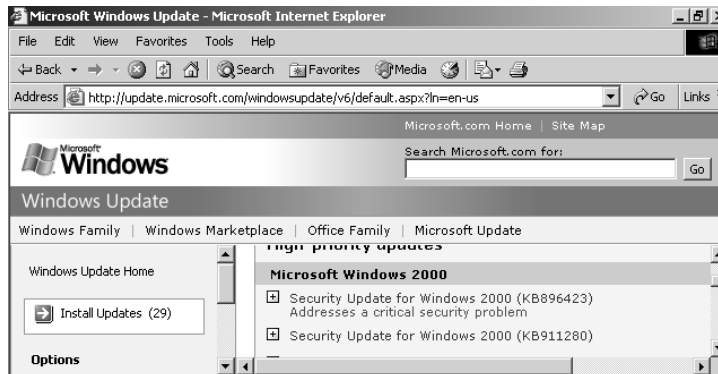 Microsoft Windows Update - Microsoft Internet Explorer
File Edit View Favorites Tools Help
Back Search Favorites Media
Address http://update.microsoft.com/windowsupdate/v6/default.aspx?ln=en-us Go Links
Microsoft.com Home | Site Map
Microsoft Windows
Search Microsoft.com for:
Go
Windows Update
Windows Family | Windows Marketplace | Office Family | Microsoft Update
High priority updates
Windows Update Home
Microsoft Windows 2000
Install Updates (29)
Security Update for Windows 2000 (KB896423)
Addresses a critical security problem
Security Update for Windows 2000 (KB911280)
Options